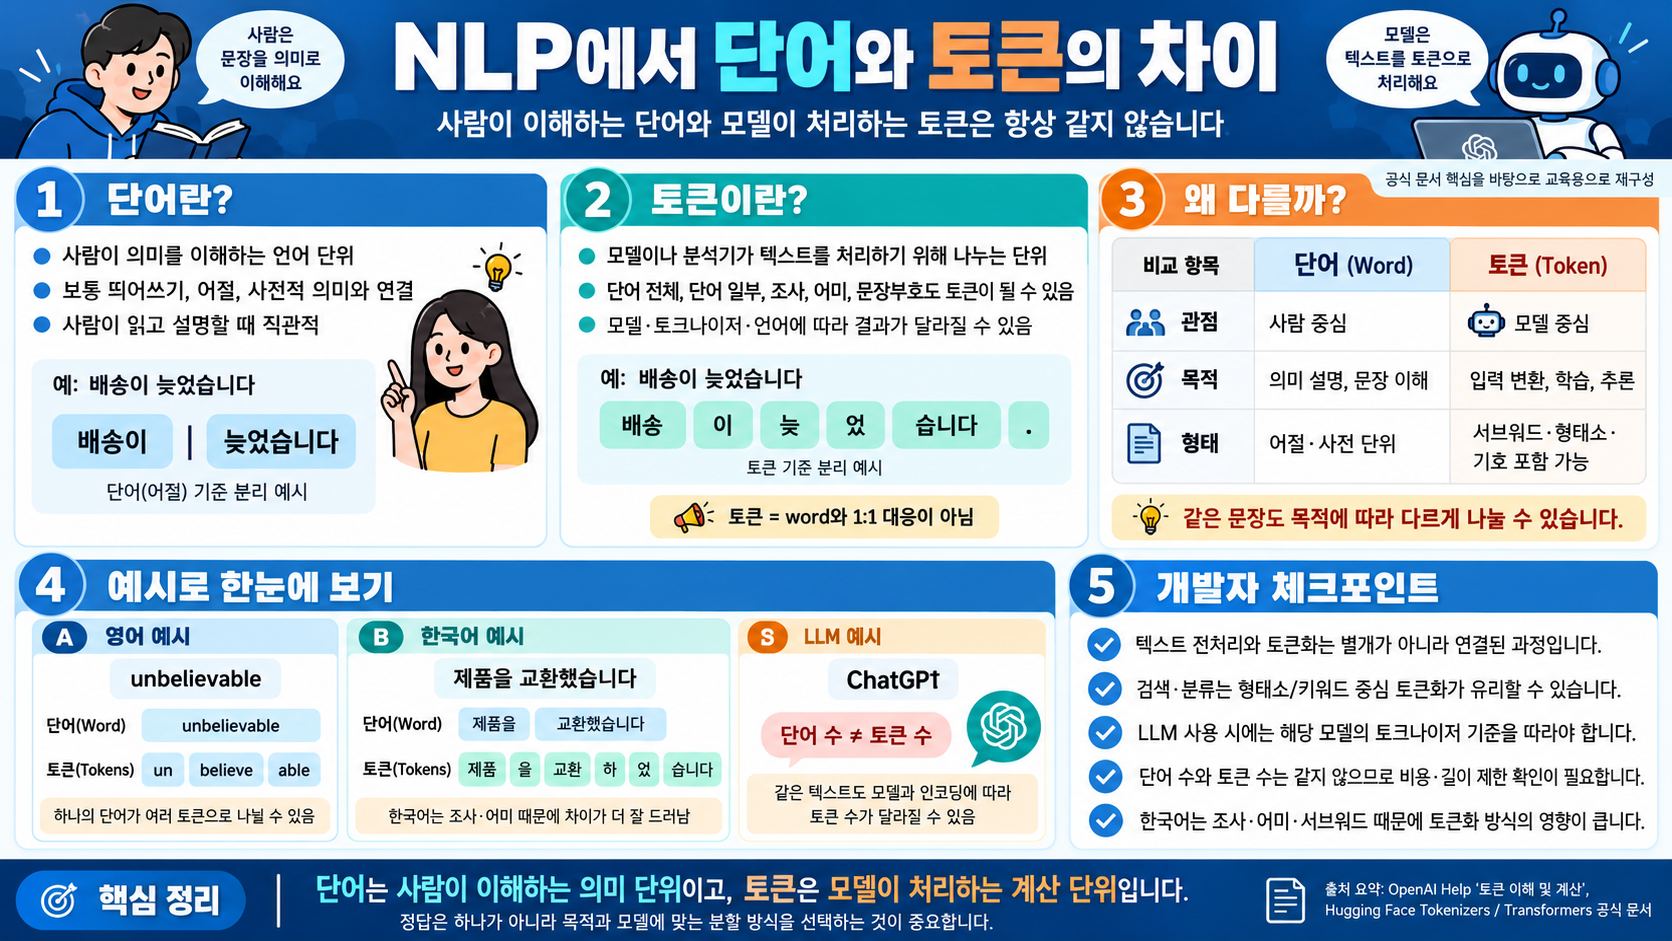 사람은
문장을 의미로
이해해요
NLP에서 단어와 토큰의 차이
사람이 이해하는 단어와 모델이 처리하는 토큰은 항상 같지 않습니다
모델은
텍스트를 토큰으로
처리해요
공식 문서 핵심을 바탕으로 교육용으로 재구성
1 단어란?
사람이 의미를 이해하는 언어 단위
보통 띄어쓰기, 어절, 사전적 의미와 연결
사람이 읽고 설명할 때 직관적
예: 배송이 늦었습니다
배송이 | 늦었습니다
단어(어절) 기준 분리 예시
2 토큰이란?
모델이나 분석기가 텍스트를 처리하기 위해 나누는 단위
단어 전체, 단어 일부, 조사, 어미, 문장부호도 토큰이 될 수 있음
모델·토크나이저·언어에 따라 결과가 달라질 수 있음
예: 배송이 늦었습니다
배송 이 늦 었 습니다 .
토큰 기준 분리 예시
토큰 = word와 1:1 대응이 아님
3 왜 다를까?
비교 항목 단어 (Word) 토큰 (Token)
관점 사람 중심 모델 중심
목적 의미 설명, 문장 이해 입력 변환, 학습, 추론
형태 어절·사전 단위 서브워드·형태소·
기호 포함 가능
같은 문장도 목적에 따라 다르게 나눌 수 있습니다.
4 예시로 한눈에 보기
A 영어 예시
unbelievable
단어(Word) unbelievable
토큰(Tokens) un believe able
하나의 단어가 여러 토큰으로 나뉠 수 있음
B 한국어 예시
제품을 교환했습니다
단어(Word) 제품을 교환했습니다
토큰(Tokens) 제품 을 교환 하 었 습니다
한국어는 조사·어미 때문에 차이가 더 잘 드러남
S LLM 예시
ChatGPT
단어 수 ≠ 토큰 수
같은 텍스트도 모델과 인코딩에 따라
토큰 수가 달라질 수 있음
5 개발자 체크포인트
텍스트 전처리와 토큰화는 별개가 아니라 연결된 과정입니다.
검색·분류는 형태소/키워드 중심 토큰화가 유리할 수 있습니다.
LLM 사용 시에는 해당 모델의 토크나이저 기준을 따라야 합니다.
단어 수와 토큰 수는 같지 않으므로 비용·길이 제한 확인이 필요합니다.
한국어는 조사·어미·서브워드 때문에 토큰화 방식의 영향이 큽니다.
핵심 정리
단어는 사람이 이해하는 의미 단위이고, 토큰은 모델이 처리하는 계산 단위입니다.
정답은 하나가 아니라 목적과 모델에 맞는 분할 방식을 선택하는 것이 중요합니다.
출처 요약: OpenAI Help '토큰 이해 및 계산',
Hugging Face Tokenizers / Transformers 공식 문서